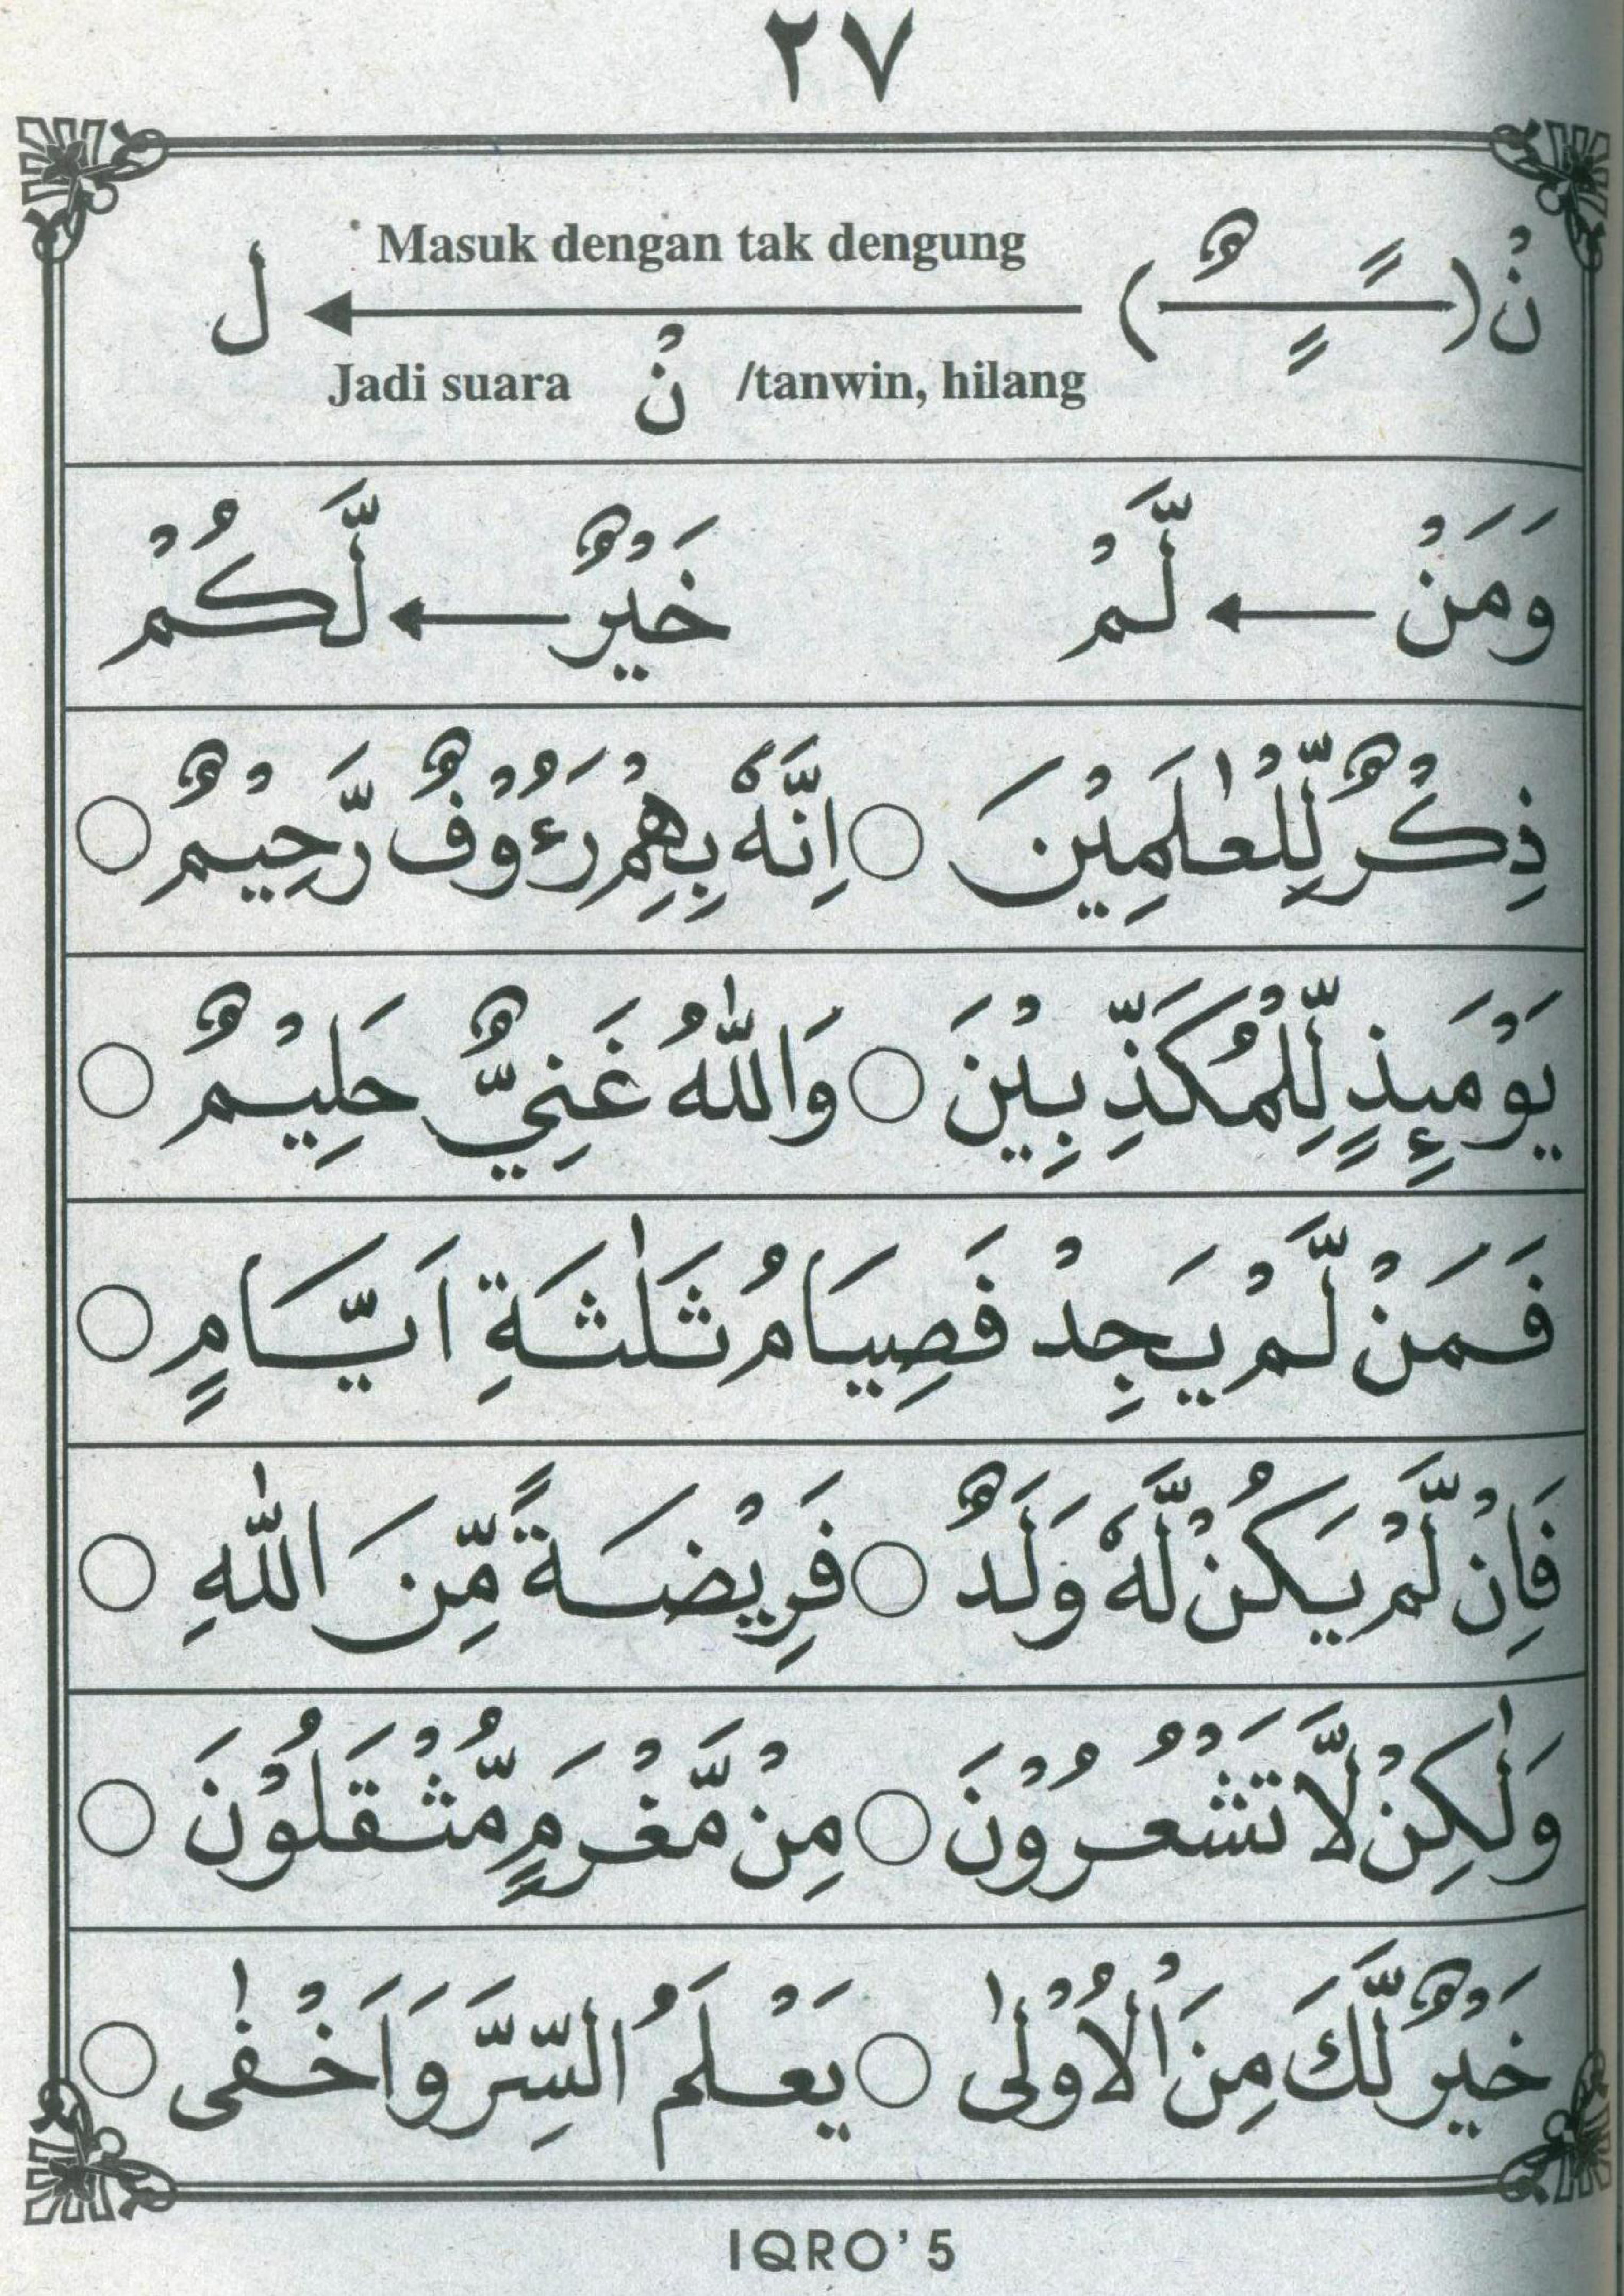 ٢٧
Masuk dengan tak dengung
نْ (ـًـٍـٌ) ل
Jadi suara نْ /tanwin, hilang
وَمَنْ لَّمْ خَيْرٌ لَّكُمْ
ذِكْرٌ لِّلْعٰلَمِيْنَ ○ اِنَّهٗ بِهِمْ رَءُوْفٌ رَّحِيْمٌ ○
يَوْمَىِٕذٍ لِّلْمُكَذِّبِيْنَ ○ وَاللّٰهُ غَنِيٌّ حَلِيْمٌ ○
فَمَنْ لَّمْ يَجِدْ فَصِيَامُ ثَلٰثَةِ اَيَّامٍ ○
فَاِنْ لَّمْ يَكُنْ لَّهٗ وَلَدٌ ○ فَرِيْضَةً مِّنَ اللّٰهِ ○
وَلٰكِنْ لَّا تَشْعُرُوْنَ ○ مِنْ مَّغْرَمٍ مُّثْقَلُوْنَ ○
خَيْرٌ لَّكَ مِنَ الْاُوْلٰى ○ يَعْلَمُ السِّرَّ وَاَخْفٰى ○
IQRO' 5